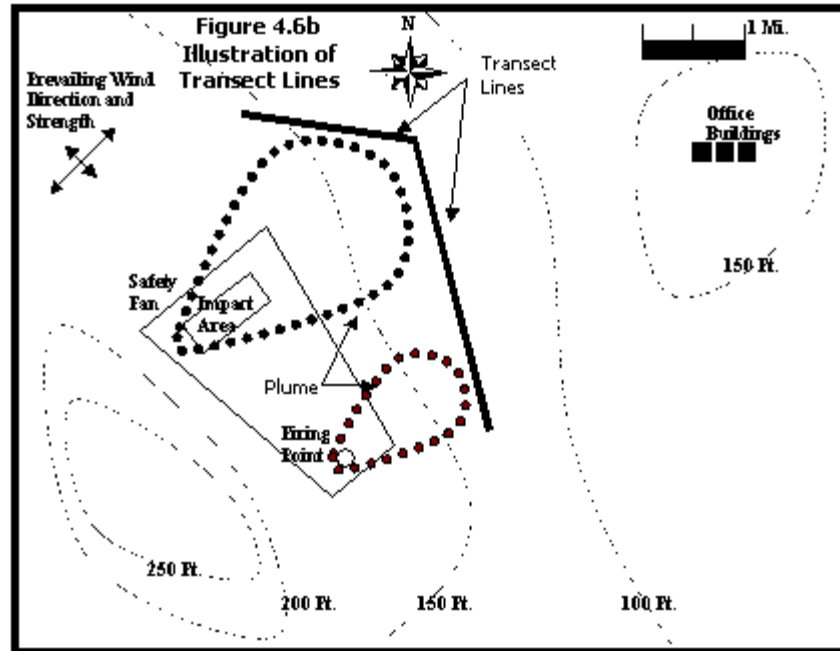 Figure 4.6b
Illustration of
Transect Lines
N
1 Mi.
Prevailing Wind
Direction and
Strength
Transect
Lines
Office
Buildings
150 Ft.
Safety
Fan
Impact
Area
Plume
Firing
Point
250 Ft.
200 Ft.
150 Ft.
100 Ft.